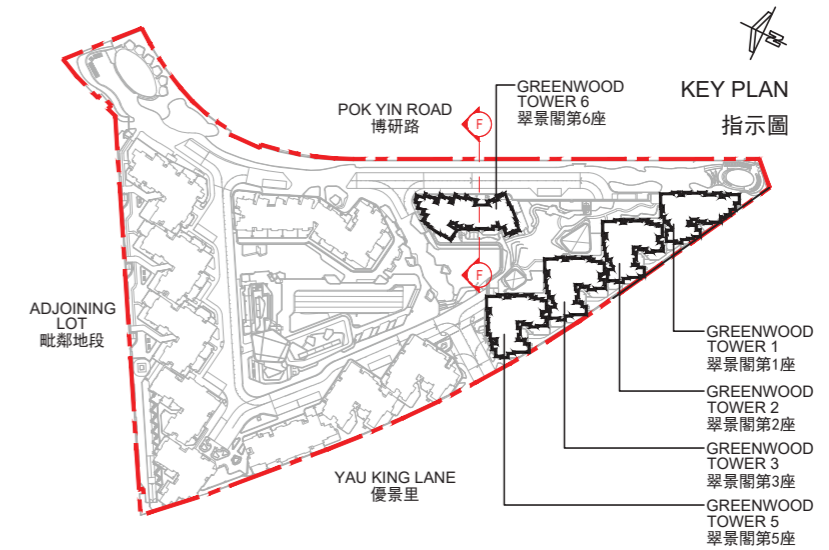 N
KEY PLAN
指示圖
GREENWOOD
TOWER 6
翠景閣第6座
POK YIN ROAD
博研路
F
F
ADJOINING
LOT
毗鄰地段
YAU KING LANE
優景里
GREENWOOD
TOWER 1
翠景閣第1座
GREENWOOD
TOWER 2
翠景閣第2座
GREENWOOD
TOWER 3
翠景閣第3座
GREENWOOD
TOWER 5
翠景閣第5座